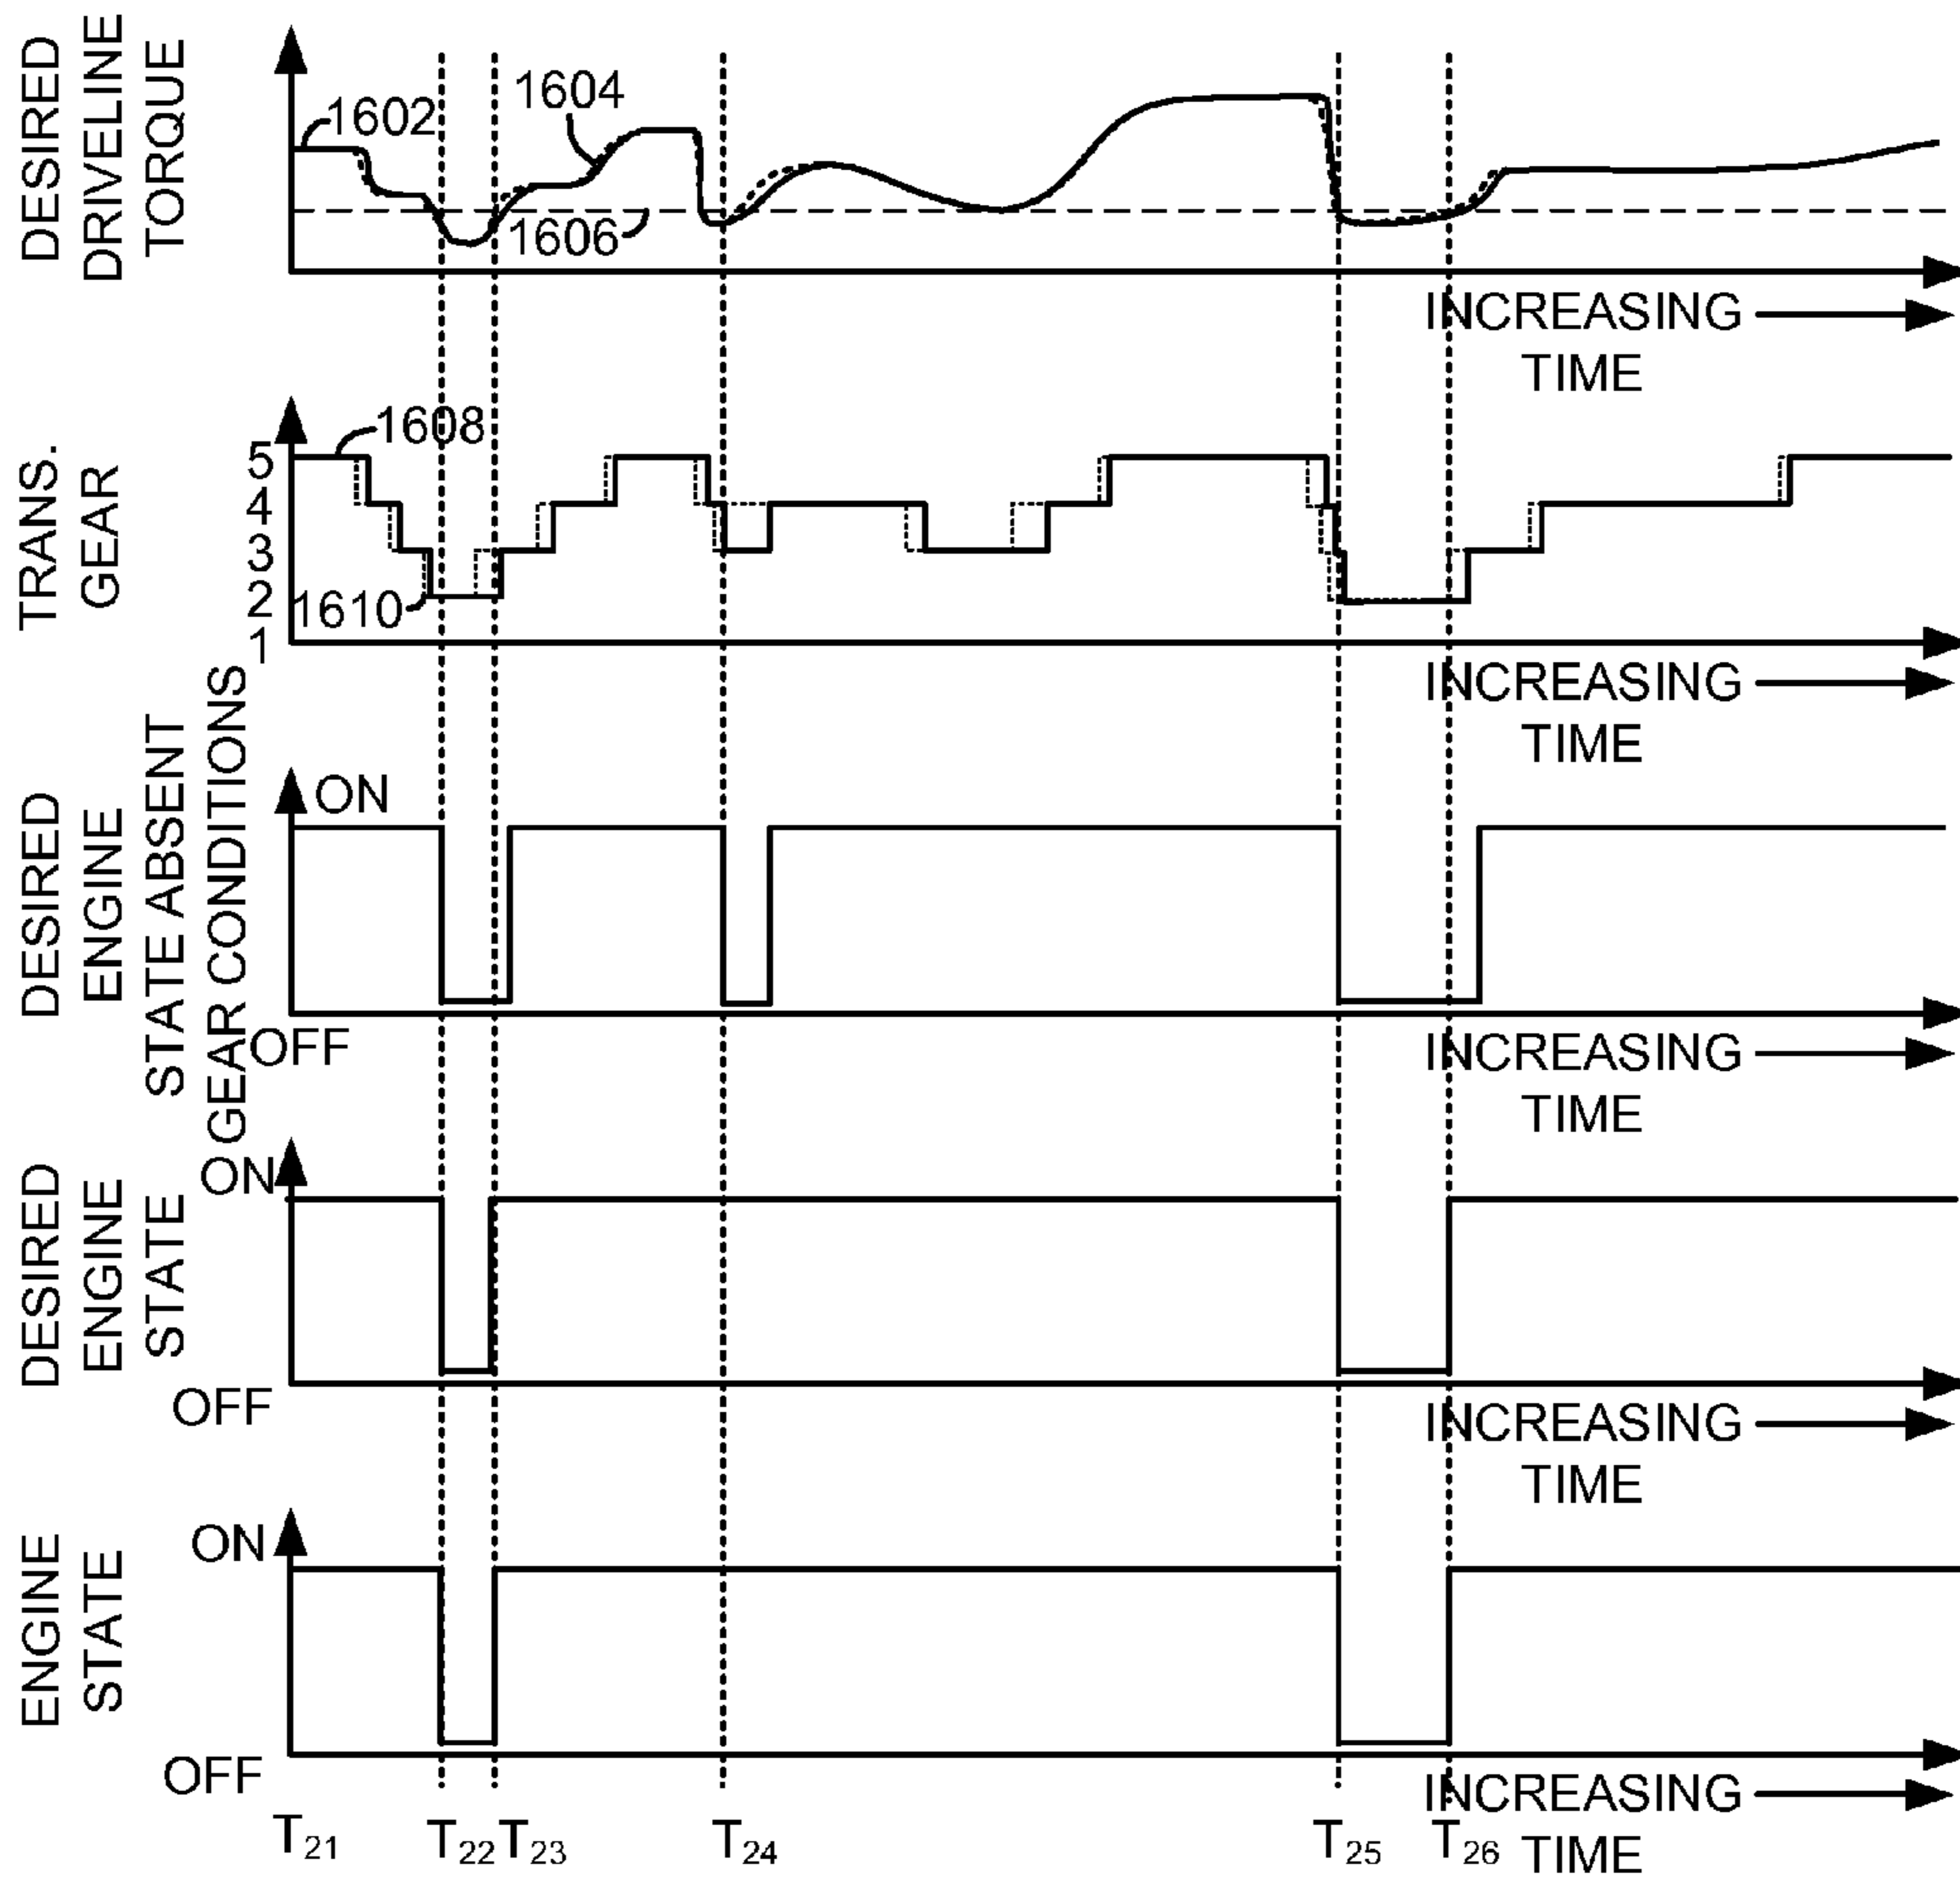 DESIRED
DRIVELINE
TORQUE
1602
1604
1606
INCREASING
TIME
TRANS.
GEAR
5
4
3
2
1
1608
1610
INCREASING
TIME
DESIRED
ENGINE
STATE ABSENT
GEAR CONDITIONS
ON
OFF
INCREASING
TIME
DESIRED
ENGINE
STATE
ON
OFF
INCREASING
TIME
ENGINE
STATE
ON
OFF
INCREASING
TIME
T21 T22 T23 T24 T25 T26